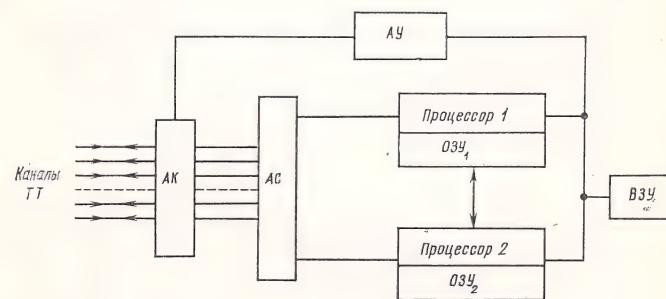 АУ
Процессор 1
ОЗУ1
Каналы
ТТ
АК
АС
ВЗУ
Процессор 2
ОЗУ2